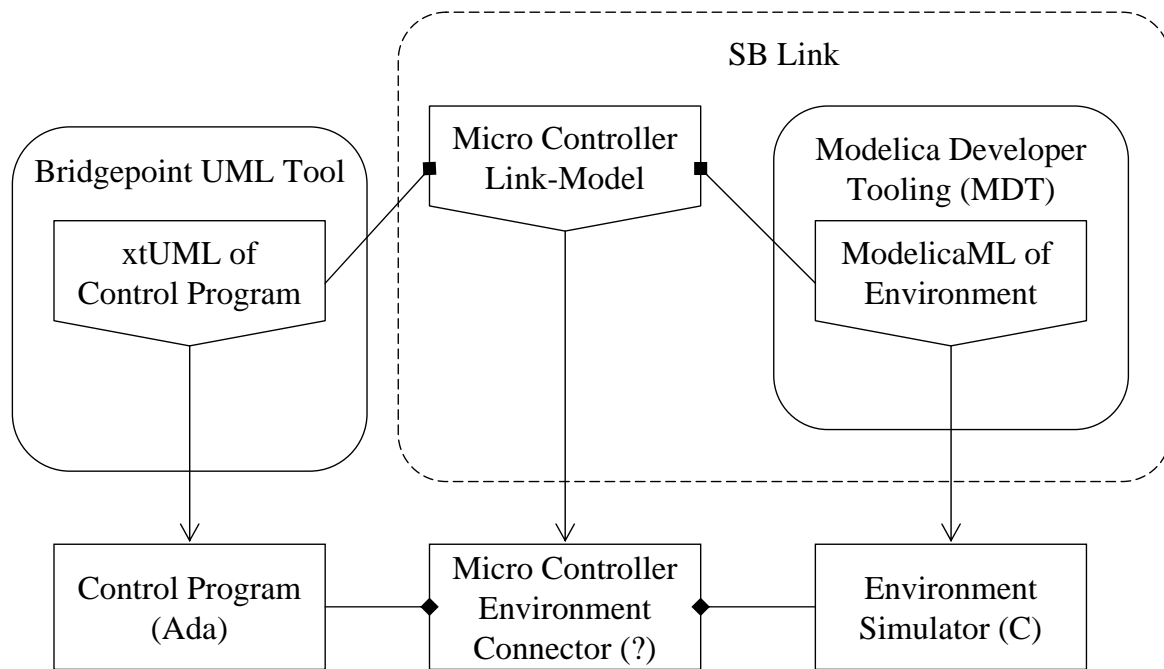 SB Link
Micro Controller
Link-Model
Bridgepoint UML Tool
Modelica Developer
Tooling (MDT)
xtUML of
Control Program
ModelicaML of
Environment
Control Program
(Ada)
Micro Controller
Environment
Connector (?)
Environment
Simulator (C)